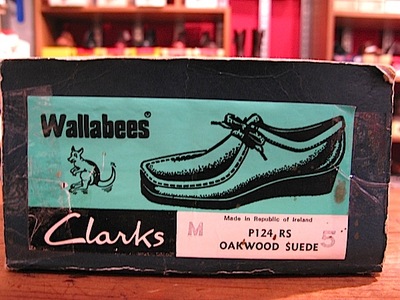 Wallabees®
Clarks
Made in Republic of Ireland
M P124, RS 5
OAKWOOD SUEDE